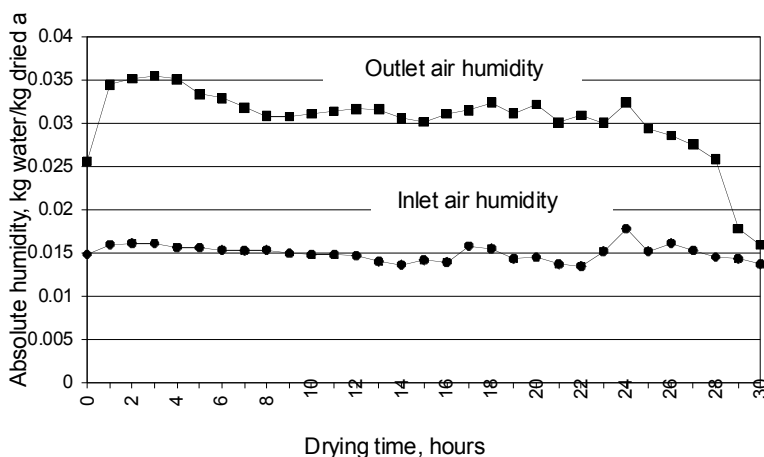 Absolute humidity, kg water/kg dried a
0.04
0.035
0.03
0.025
0.02
0.015
0.01
0.005
0
Outlet air humidity
Inlet air humidity
0 2 4 6 8 10 12 14 16 18 20 22 24 26 28 30
Drying time, hours